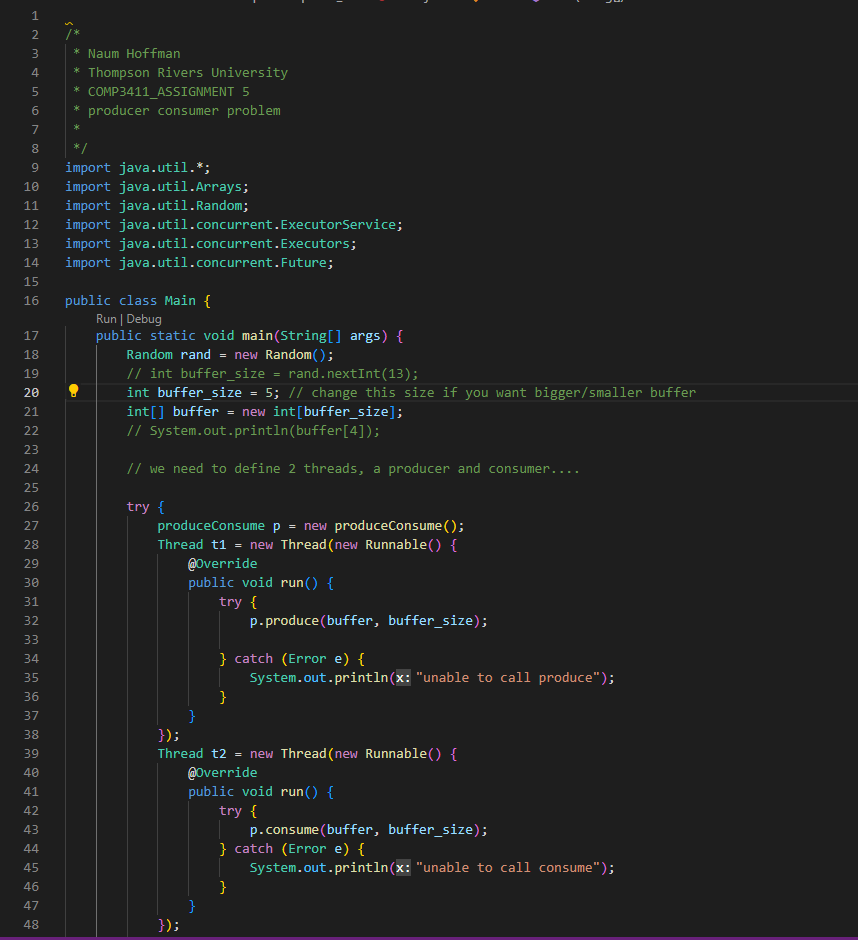 1
2 /*
3  * Naum Hoffman
4  * Thompson Rivers University
5  * COMP3411_ASSIGNMENT 5
6  * producer consumer problem
7  *
8  */
9 import java.util.*;
10 import java.util.Arrays;
11 import java.util.Random;
12 import java.util.concurrent.ExecutorService;
13 import java.util.concurrent.Executors;
14 import java.util.concurrent.Future;
15
16 public class Main {
Run | Debug
17     public static void main(String[] args) {
18         Random rand = new Random();
19         // int buffer_size = rand.nextInt(13);
20         int buffer_size = 5; // change this size if you want bigger/smaller buffer
21         int[] buffer = new int[buffer_size];
22         // System.out.println(buffer[4]);
23
24         // we need to define 2 threads, a producer and consumer....
25
26         try {
27             produceConsume p = new produceConsume();
28             Thread t1 = new Thread(new Runnable() {
29                 @Override
30                 public void run() {
31                     try {
32                         p.produce(buffer, buffer_size);
33
34                     } catch (Error e) {
35                         System.out.println(x: "unable to call produce");
36                     }
37                 }
38             });
39             Thread t2 = new Thread(new Runnable() {
40                 @Override
41                 public void run() {
42                     try {
43                         p.consume(buffer, buffer_size);
44                     } catch (Error e) {
45                         System.out.println(x: "unable to call consume");
46                     }
47                 }
48             });